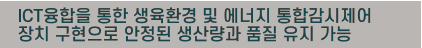 ICT융합을 통한 생육환경 및 에너지 통합감시제어
장치 구현으로 안정된 생산량과 품질 유지 가능